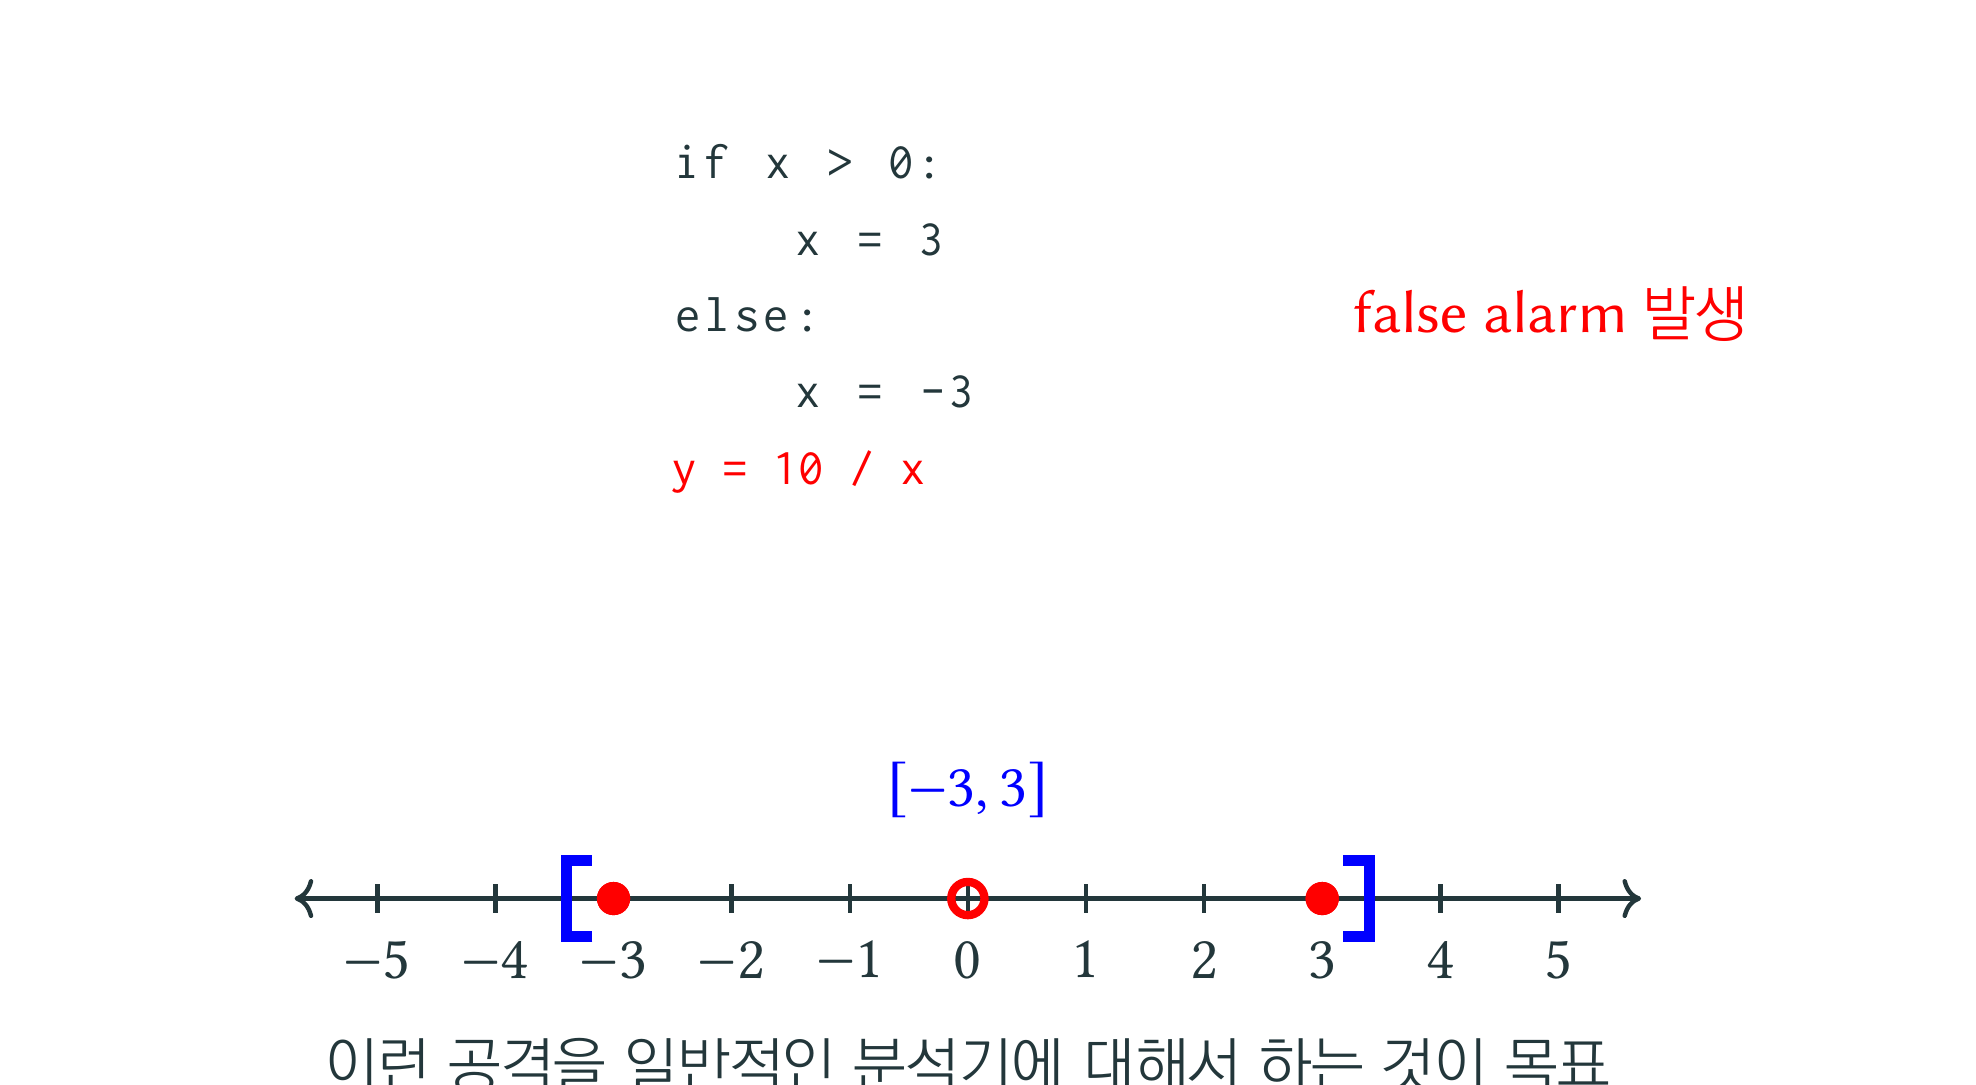 if x > 0:
x = 3
else:
x = -3
y = 10 / x
false alarm 발생
[−3, 3]
−5 −4 −3 −2 −1 0 1 2 3 4 5
이런 공격을 일반적인 분석기에 대해서 하는 것이 목표